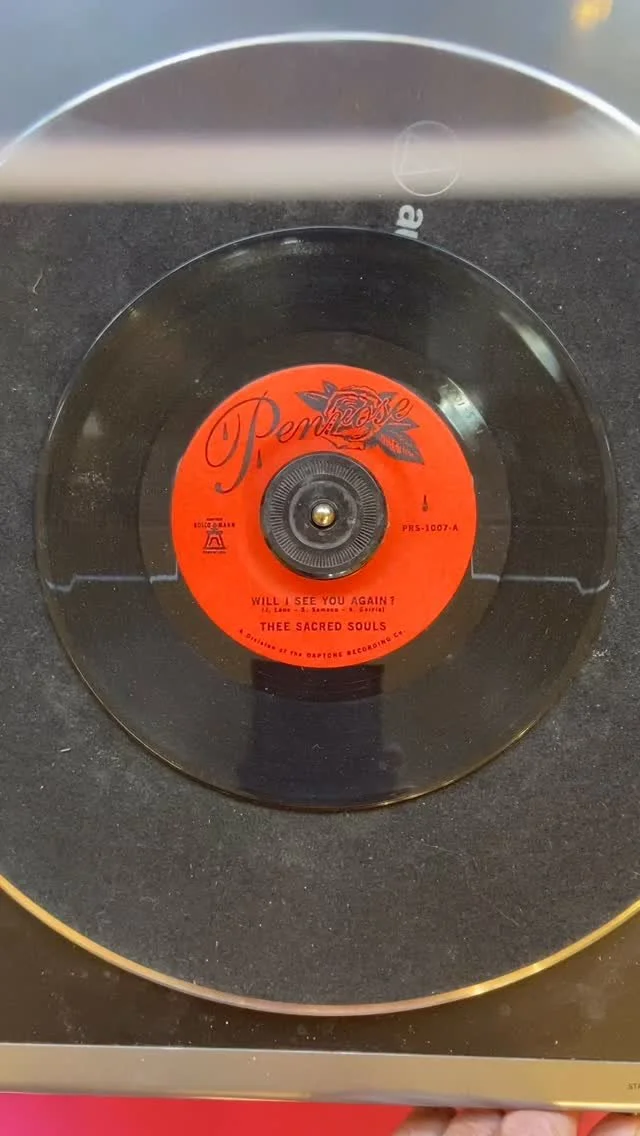 Penrose
PRS-1007-A
WILL I SEE YOU AGAIN?
THEE SACRED SOULS
A Division of the DAPTONE RECORDING Co.